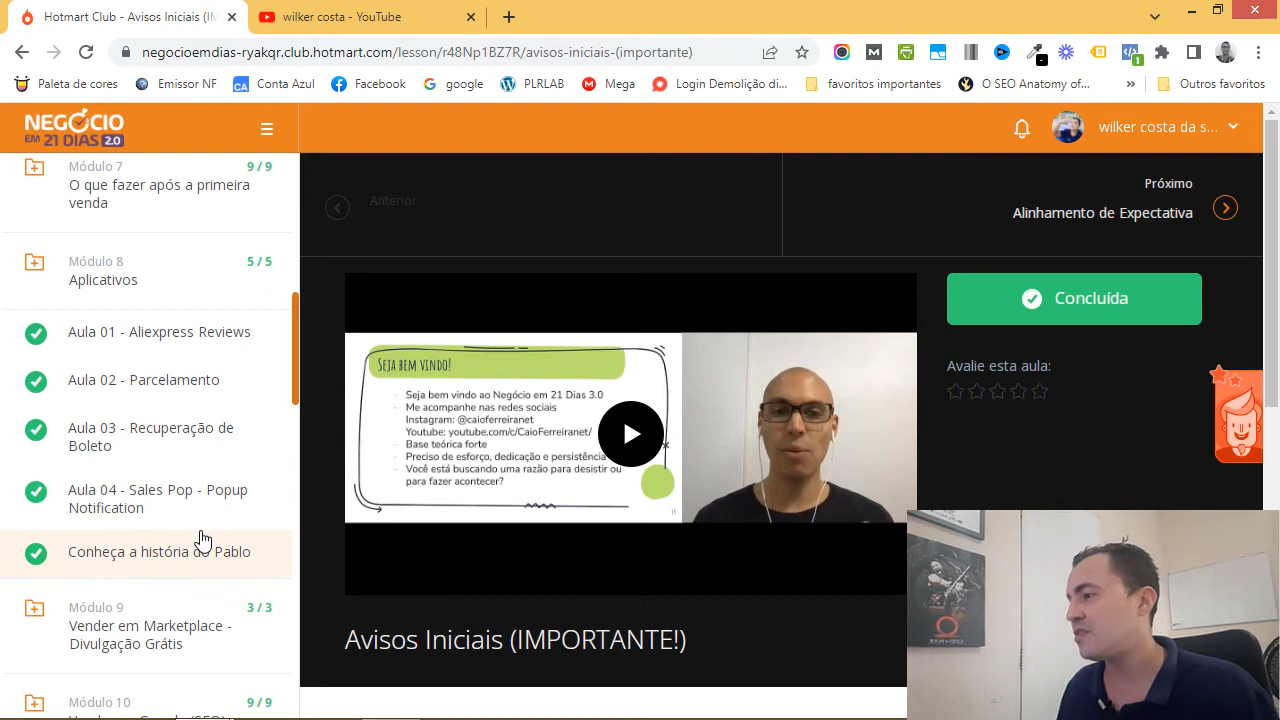 Hotmart Club - Avisos Iniciais (IM
wilker costa - YouTube
negocioemdias-ryakqr.club.hotmart.com/lesson/r48Np1BZ7R/avisos-iniciais-(importante)
Paleta de cores
Emissor NF
CA Conta Azul
Facebook
google
PLRLAB
Mega
Login Demolição di...
favoritos importantes
O SEO Anatomy of...
Outros favoritos
NEGÓCIO
EM 21 DIAS 2.0
wilker costa da s...
Módulo 7
9 / 9
O que fazer após a primeira
venda
Módulo 8
5 / 5
Aplicativos
Aula 01 - Aliexpress Reviews
Aula 02 - Parcelamento
Aula 03 - Recuperação de
Boleto
Aula 04 - Sales Pop - Popup
Notification
Conheça a história do Pablo
Módulo 9
3 / 3
Vender em Marketplace -
Divulgação Grátis
Módulo 10
9 / 9
Anterior
Próximo
Alinhamento de Expectativa
Seja bem vindo!
Seja bem vindo ao Negócio em 21 Dias 3.0
Me acompanhe nas redes sociais
Instagram: @caioferreiranet
Youtube: youtube.com/c/CaioFerreiranet/
Base teórica forte
Preciso de esforço, dedicação e persistência
Você está buscando uma razão para desistir ou
para fazer acontecer?
11
Concluída
Avalie esta aula:
Avisos Iniciais (IMPORTANTE!)